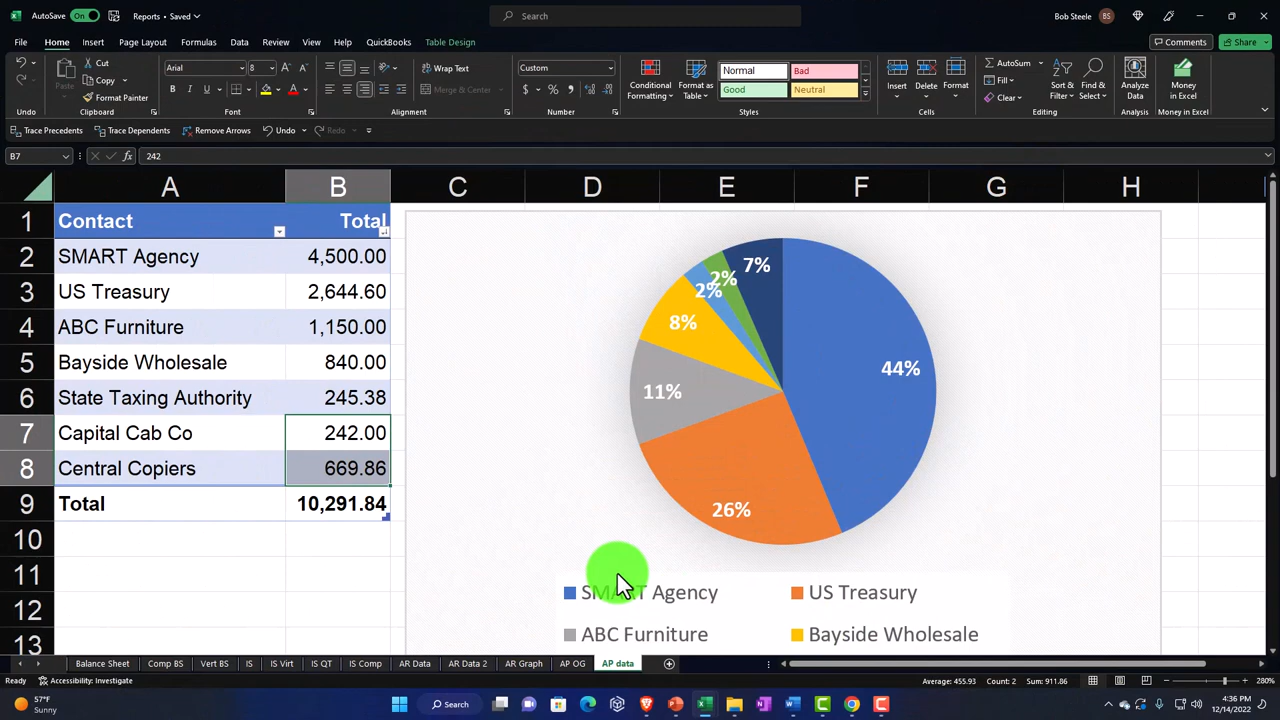 AutoSave On Reports • Saved Search Bob Steele BS
File Home Insert Page Layout Formulas Data Review View Help QuickBooks Table Design Comments Share
Undo
Paste Cut
Copy
Format Painter
Clipboard
Arial 8
B I U
Font
Wrap Text
Merge & Center
Alignment
Custom
Number
Conditional Formatting
Format as Table
Normal Bad
Good Neutral
Styles
Insert Delete Format
Cells
AutoSum
Fill
Clear
Sort & Filter
Find & Select
Editing
Analyze Data
Analysis
Money in Excel
Money in Excel
Trace Precedents Trace Dependents Remove Arrows Undo Redo
B7 fx 242
A B C D E F G H
1 Contact Total
2 SMART Agency 4,500.00
3 US Treasury 2,644.60
4 ABC Furniture 1,150.00
5 Bayside Wholesale 840.00
6 State Taxing Authority 245.38
7 Capital Cab Co 242.00
8 Central Copiers 669.86
9 Total 10,291.84
10
11
12
13
7%
2%
2%
8%
44%
11%
26%
SMART Agency US Treasury
ABC Furniture Bayside Wholesale
Balance Sheet Comp BS Vert BS IS IS Virt IS QT IS Comp AR Data AR Data 2 AR Graph AP OG AP data
Ready Accessibility: Investigate Average: 455.93 Count: 2 Sum: 911.86 280%
57°F
Sunny
Search
4:36 PM
12/14/2022